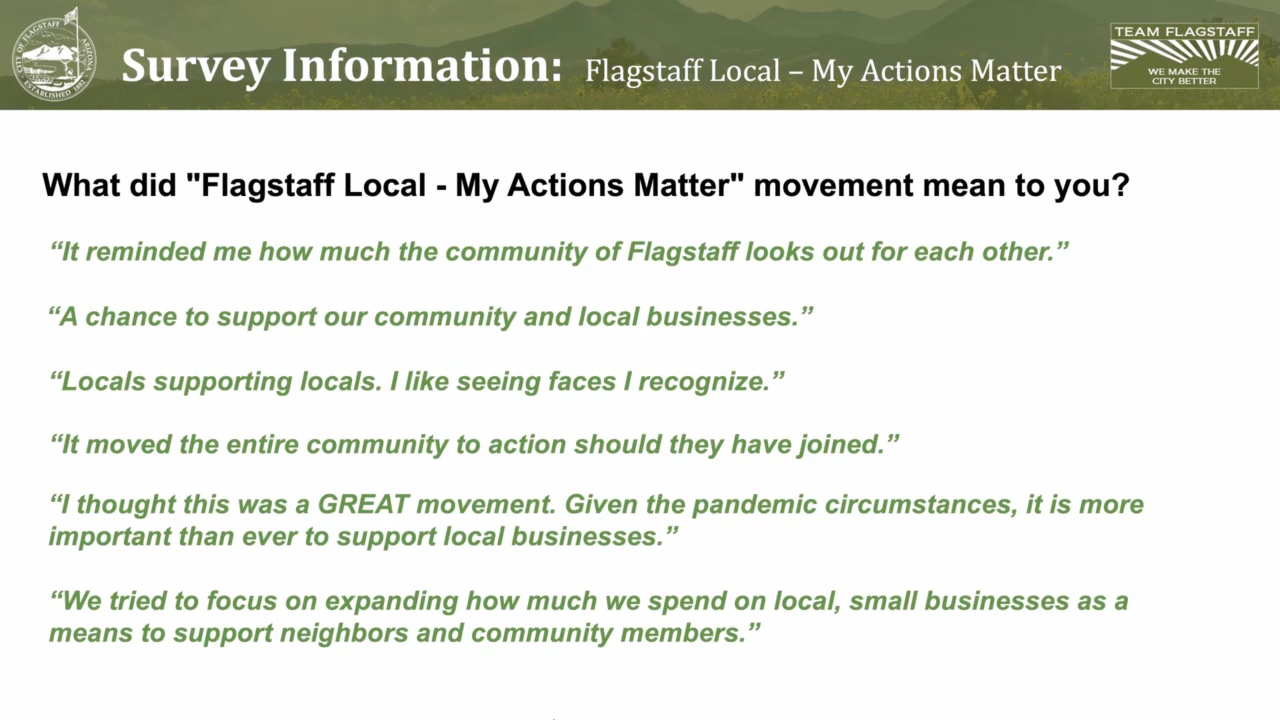 CITY OF FLAGSTAFF
ARIZONA
Survey Information: Flagstaff Local – My Actions Matter
TEAM FLAGSTAFF
WE MAKE THE
CITY BETTER
What did "Flagstaff Local - My Actions Matter" movement mean to you?
“It reminded me how much the community of Flagstaff looks out for each other.”
“A chance to support our community and local businesses.”
“Locals supporting locals. I like seeing faces I recognize.”
“It moved the entire community to action should they have joined.”
“I thought this was a GREAT movement. Given the pandemic circumstances, it is more
important than ever to support local businesses.”
“We tried to focus on expanding how much we spend on local, small businesses as a
means to support neighbors and community members.”